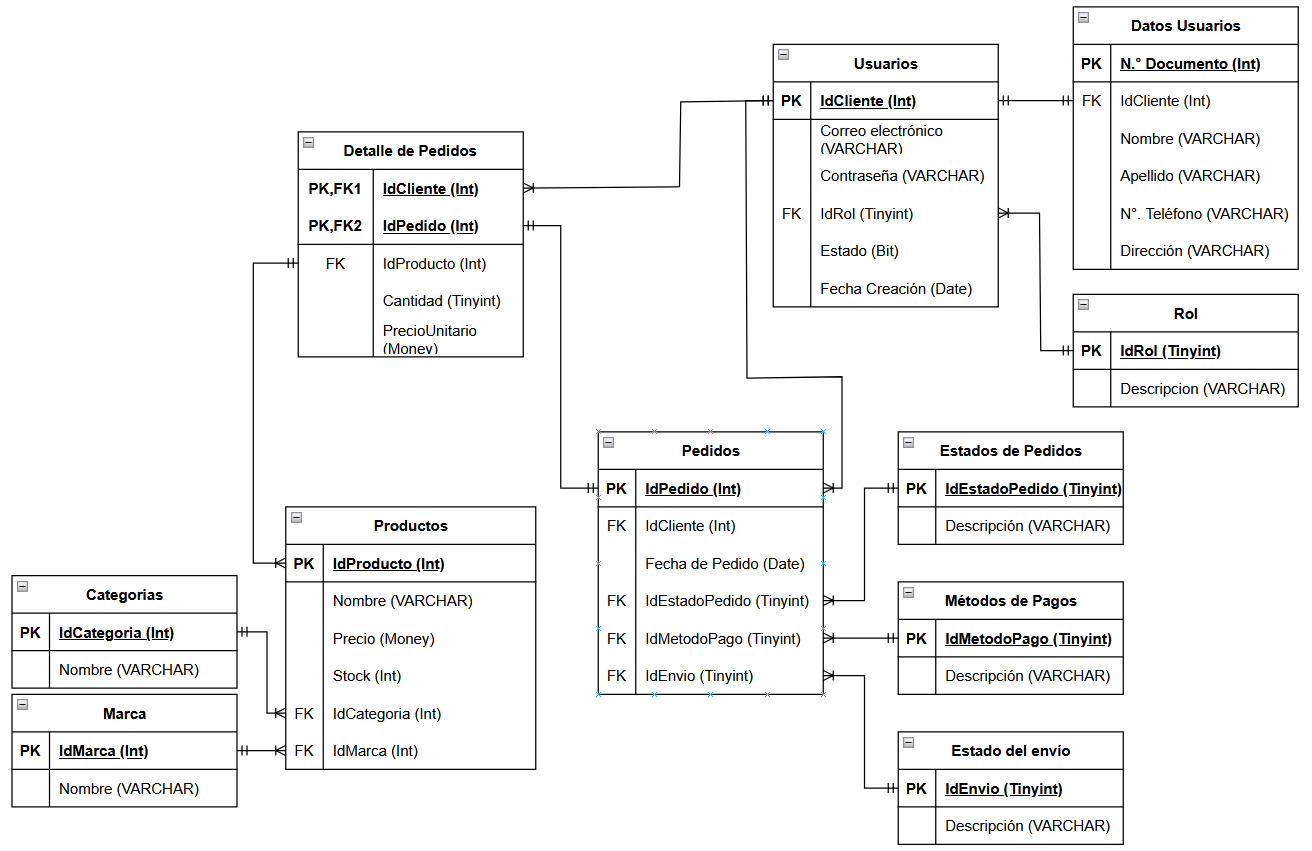 Datos Usuarios
PK N.° Documento (Int)
FK IdCliente (Int)
Nombre (VARCHAR)
Apellido (VARCHAR)
N°. Teléfono (VARCHAR)
Dirección (VARCHAR)
Usuarios
PK IdCliente (Int)
Correo electrónico
(VARCHAR)
Contraseña (VARCHAR)
FK IdRol (Tinyint)
Estado (Bit)
Fecha Creación (Date)
Detalle de Pedidos
PK,FK1 IdCliente (Int)
PK,FK2 IdPedido (Int)
FK IdProducto (Int)
Cantidad (Tinyint)
PrecioUnitario
(Money)
Rol
PK IdRol (Tinyint)
Descripcion (VARCHAR)
Pedidos
PK IdPedido (Int)
FK IdCliente (Int)
Fecha de Pedido (Date)
FK IdEstadoPedido (Tinyint)
FK IdMetodoPago (Tinyint)
FK IdEnvio (Tinyint)
Estados de Pedidos
PK IdEstadoPedido (Tinyint)
Descripción (VARCHAR)
Productos
PK IdProducto (Int)
Nombre (VARCHAR)
Precio (Money)
Stock (Int)
FK IdCategoria (Int)
FK IdMarca (Int)
Categorias
PK IdCategoria (Int)
Nombre (VARCHAR)
Métodos de Pagos
PK IdMetodoPago (Tinyint)
Descripción (VARCHAR)
Marca
PK IdMarca (Int)
Nombre (VARCHAR)
Estado del envío
PK IdEnvio (Tinyint)
Descripción (VARCHAR)